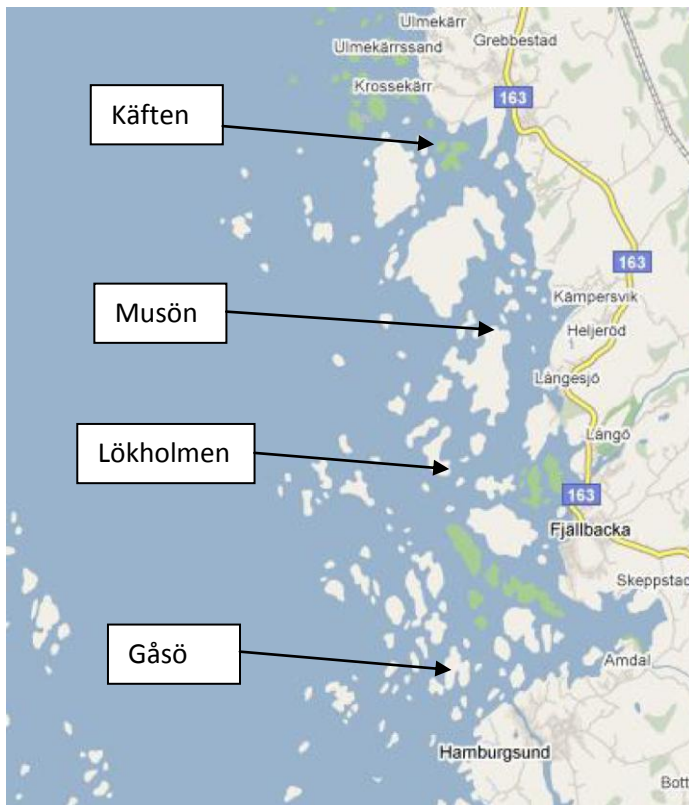 Ulmekärr
Ulmekärrssand
Grebbestad
Krossekärr
163
Käften
163
Kämpersvik
Musön
Heljeröd
Långesjö
Långö
Lökholmen
163
Fjällbacka
Skeppstad
Gåsö
Amdal
Hamburgsund
Bott